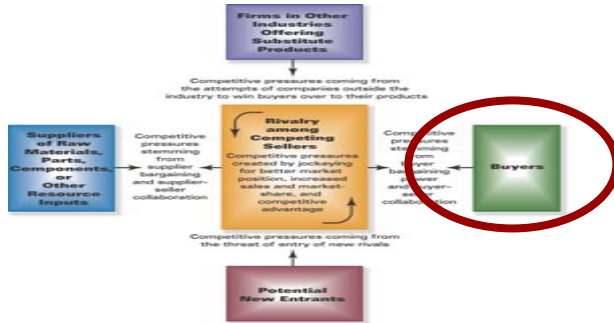 Firms in Other
Industries
Offering
Substitute
Products
Competitive pressures coming from
the attempts of companies outside the
industry to win buyers over to their products
Suppliers
of Raw
Materials,
Parts,
Components,
or
Other
Resource
Inputs
Competitive
pressures
stemming
from
supplier
bargaining
and supplier-
seller
collaboration
Rivalry
among
Competing
Sellers
Competitive pressures
created by jockeying
for better market
position, increased
sales and market-
share, and
competitive
advantage
Competitive
pressures
stemming
from
buyer
bargaining
power
and buyer-
seller
collaboration
Buyers
Competitive pressures coming from
the threat of entry of new rivals
Potential
New Entrants